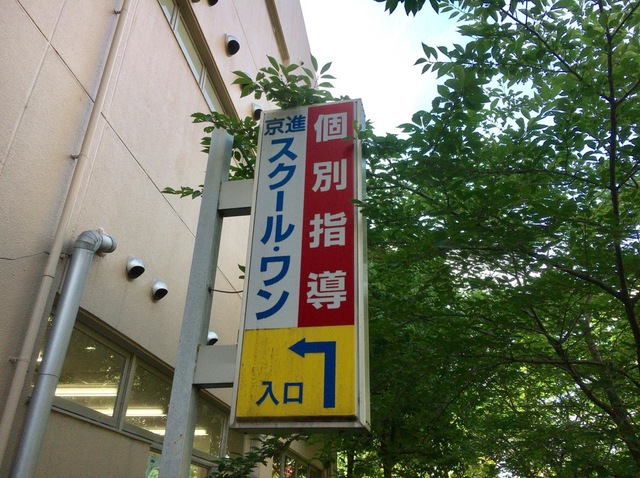 個別指導
京進
スクール・ワン
入口